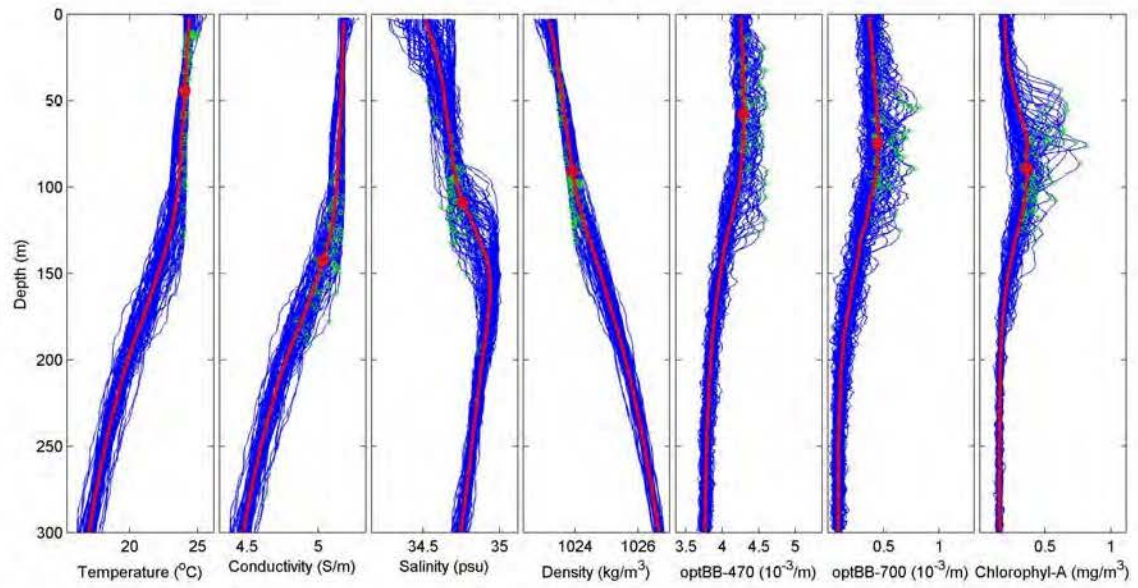 0
50
100
150
200
250
300
Depth (m)
20 25
4.5 5
34.5 35
1024 1026
3.5 4 4.5 5
0.5 1
0.5 1
Temperature (°C)
Conductivity (S/m)
Salinity (psu)
Density (kg/m³)
optBB-470 (10⁻³/m)
optBB-700 (10⁻³/m)
Chlorophyl-A (mg/m³)